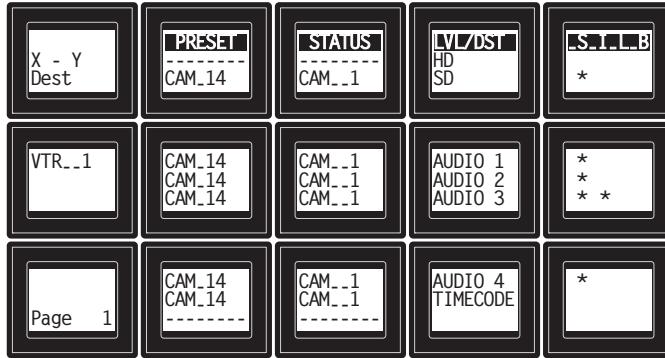 X - Y
Dest
PRESET
--------
CAM_14
STATUS
--------
CAM__1
LVL/DST
HD
SD
_S_I_L_B
*
VTR__1
CAM_14
CAM_14
CAM_14
CAM__1
CAM__1
CAM__1
AUDIO 1
AUDIO 2
AUDIO 3
*
*
* *
Page 1
CAM_14
CAM_14
--------
CAM__1
CAM__1
--------
AUDIO 4
TIMECODE
*